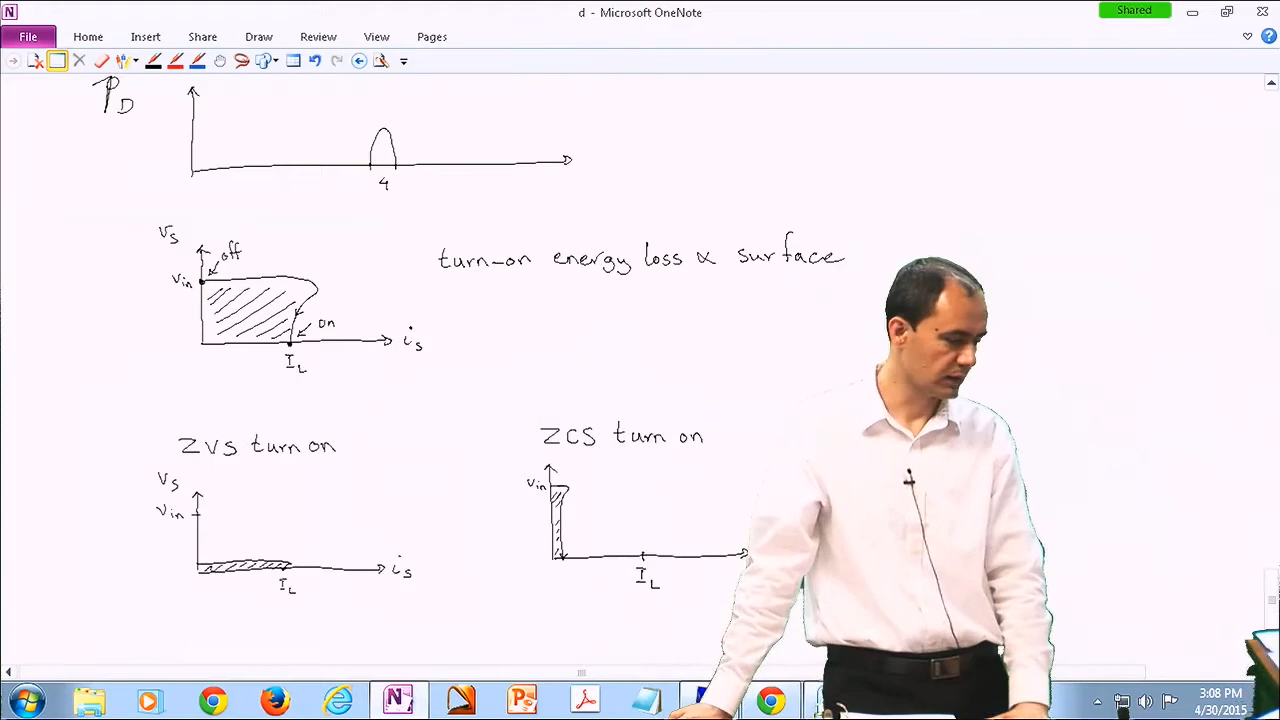 d - Microsoft OneNote
Shared
File Home Insert Share Draw Review View Pages
P_D
4
v_S
off
v_in
on
i_S
I_L
turn-on energy loss ∝ surface
ZVS turn on
v_S
v_in
i_S
I_L
ZCS turn on
v_in
I_L
3:08 PM
4/30/2015